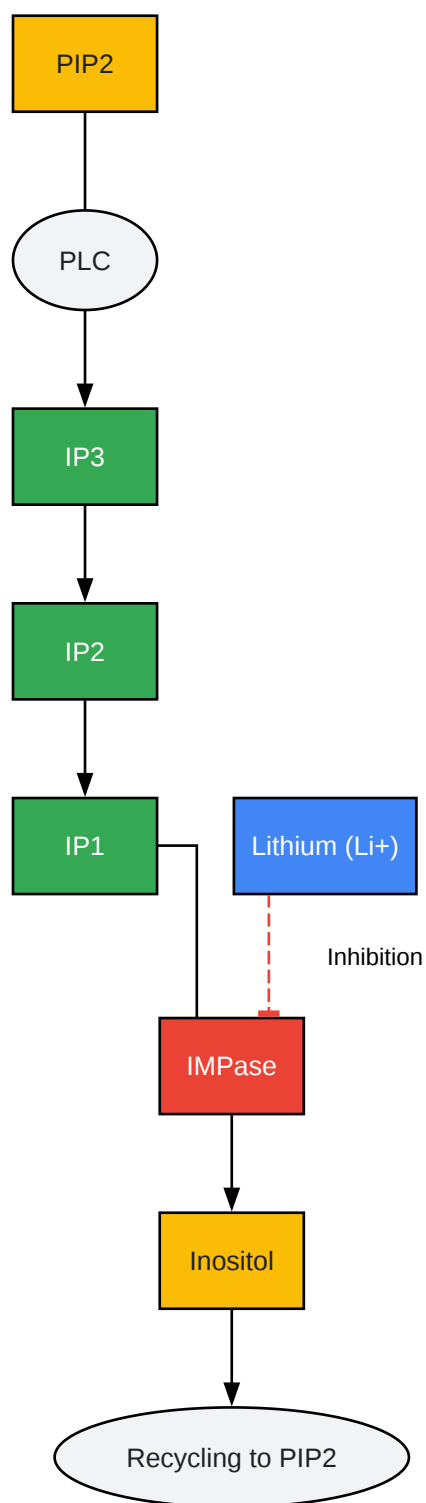 PIP2
PLC
IP3
IP2
IP1
Lithium (Li+)
Inhibition
IMPase
Inositol
Recycling to PIP2